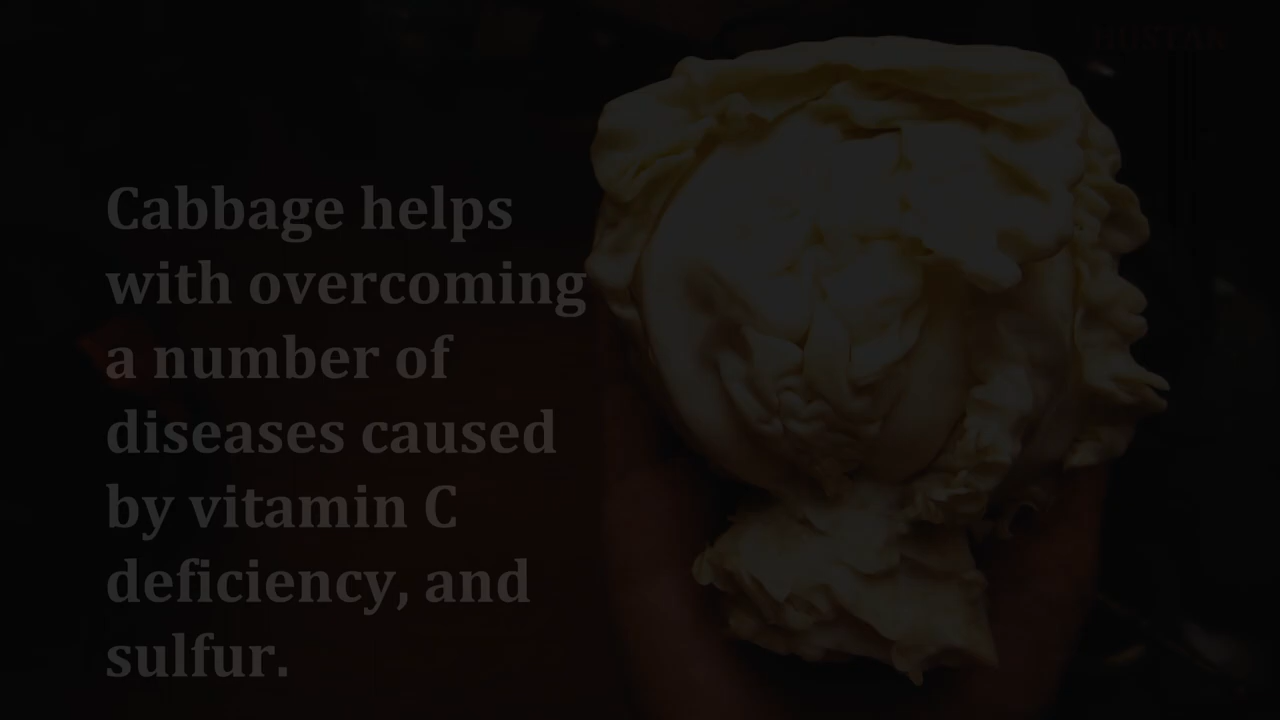 Cabbage helps
with overcoming
a number of
diseases caused
by vitamin C
deficiency, and
sulfur.